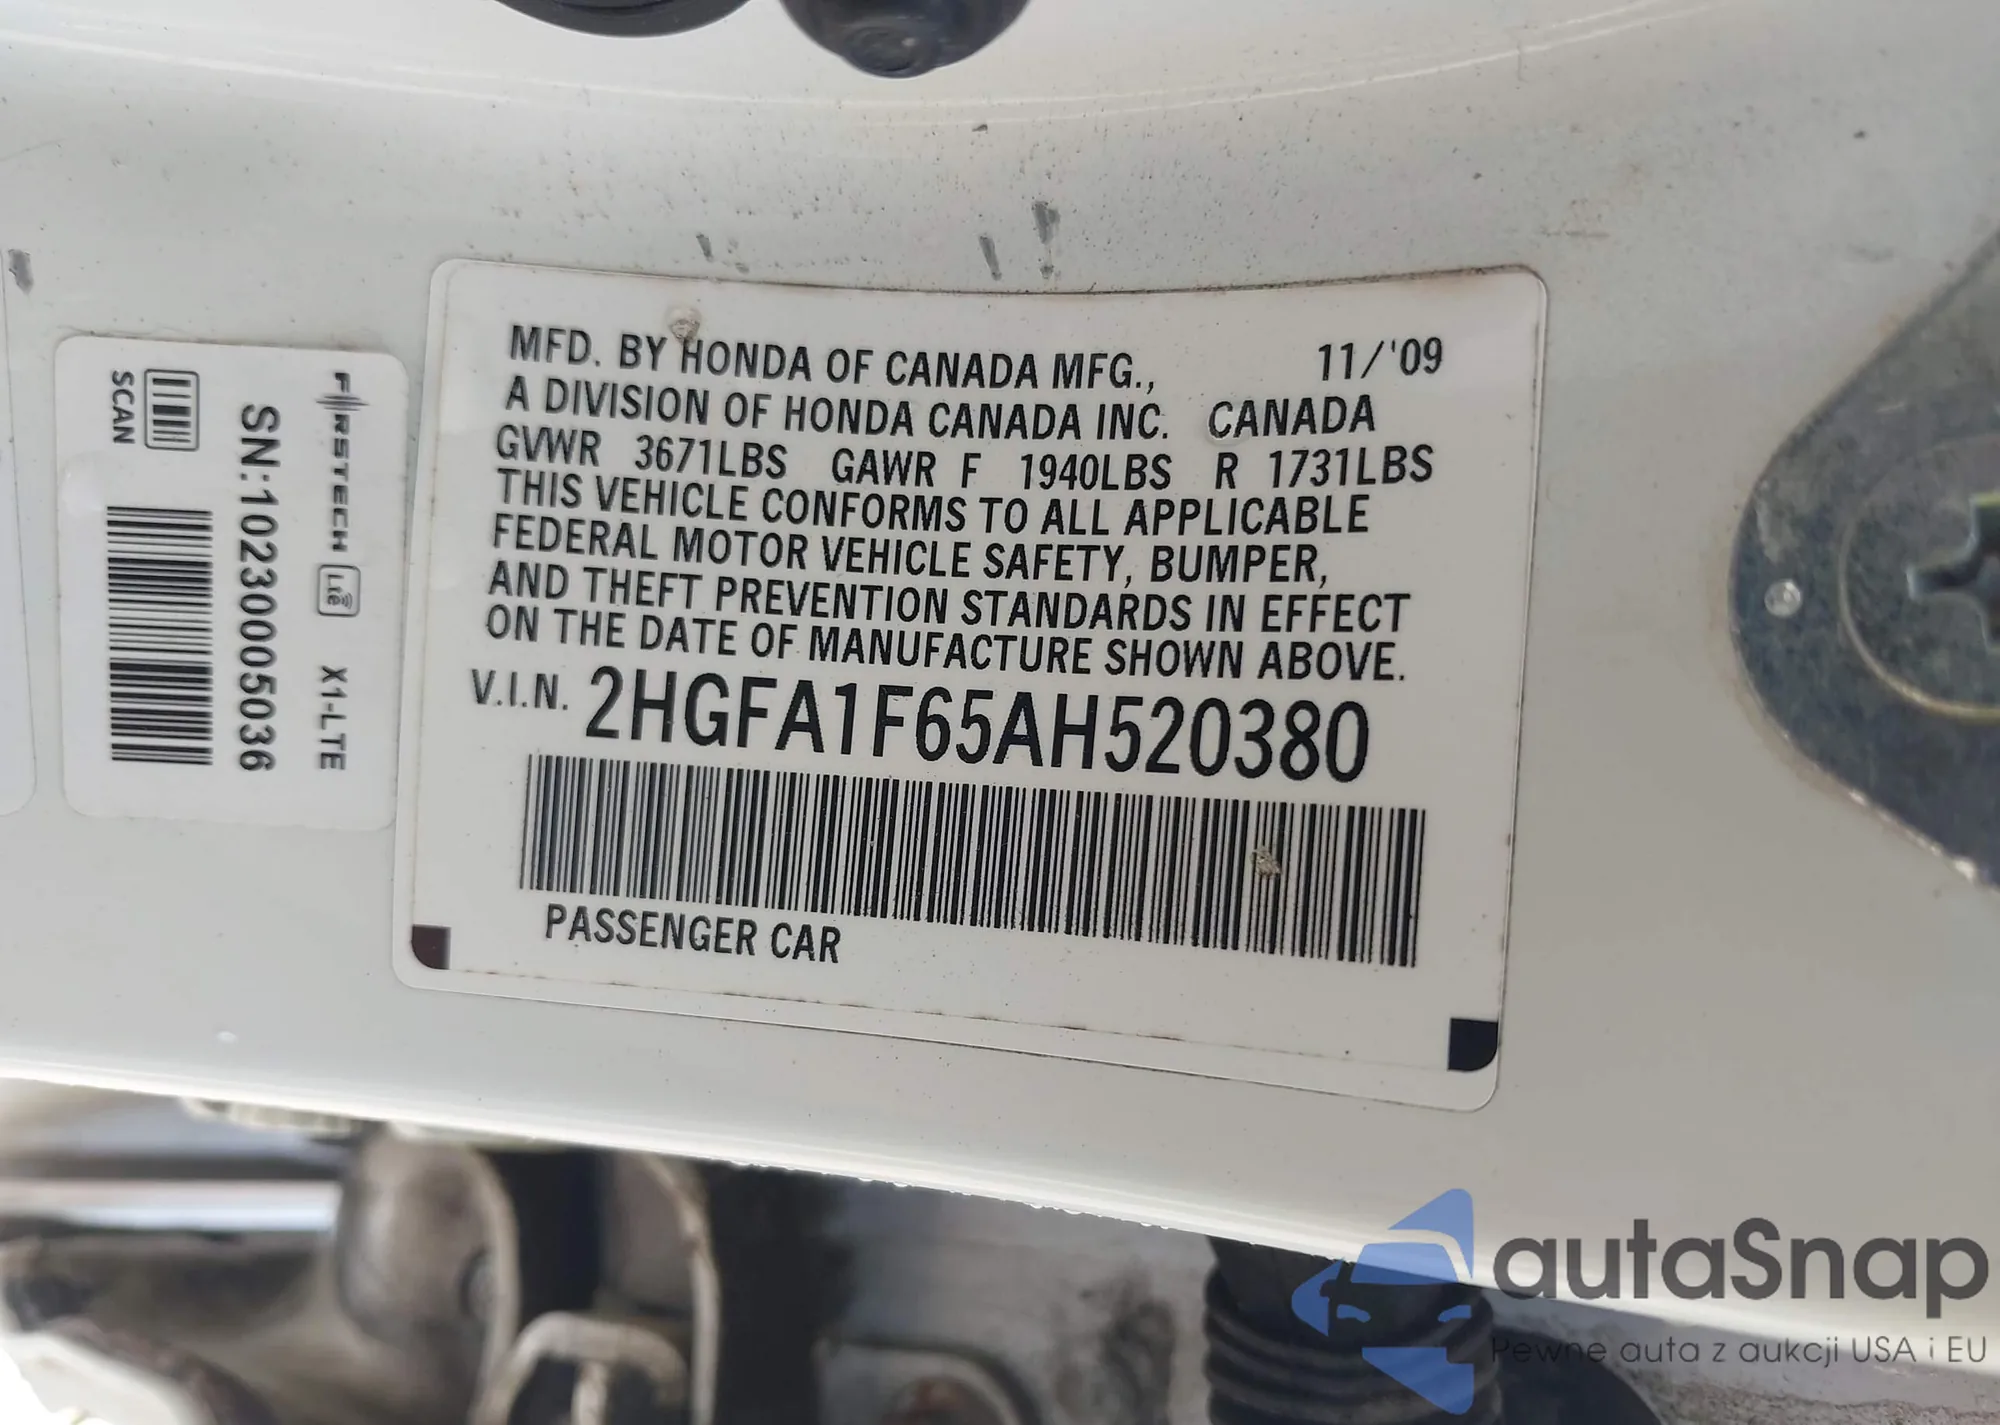 MFD. BY HONDA OF CANADA MFG., 11/'09
A DIVISION OF HONDA CANADA INC. CANADA
GVWR 3671LBS GAWR F 1940LBS R 1731LBS
THIS VEHICLE CONFORMS TO ALL APPLICABLE
FEDERAL MOTOR VEHICLE SAFETY, BUMPER,
AND THEFT PREVENTION STANDARDS IN EFFECT
ON THE DATE OF MANUFACTURE SHOWN ABOVE.
V.I.N. 2HGFA1F65AH520380
PASSENGER CAR
FIRSTECH LTE X1-LTE
SN:10230005036
SCAN
autaSnap
Pewne auta z aukcji USA i EU